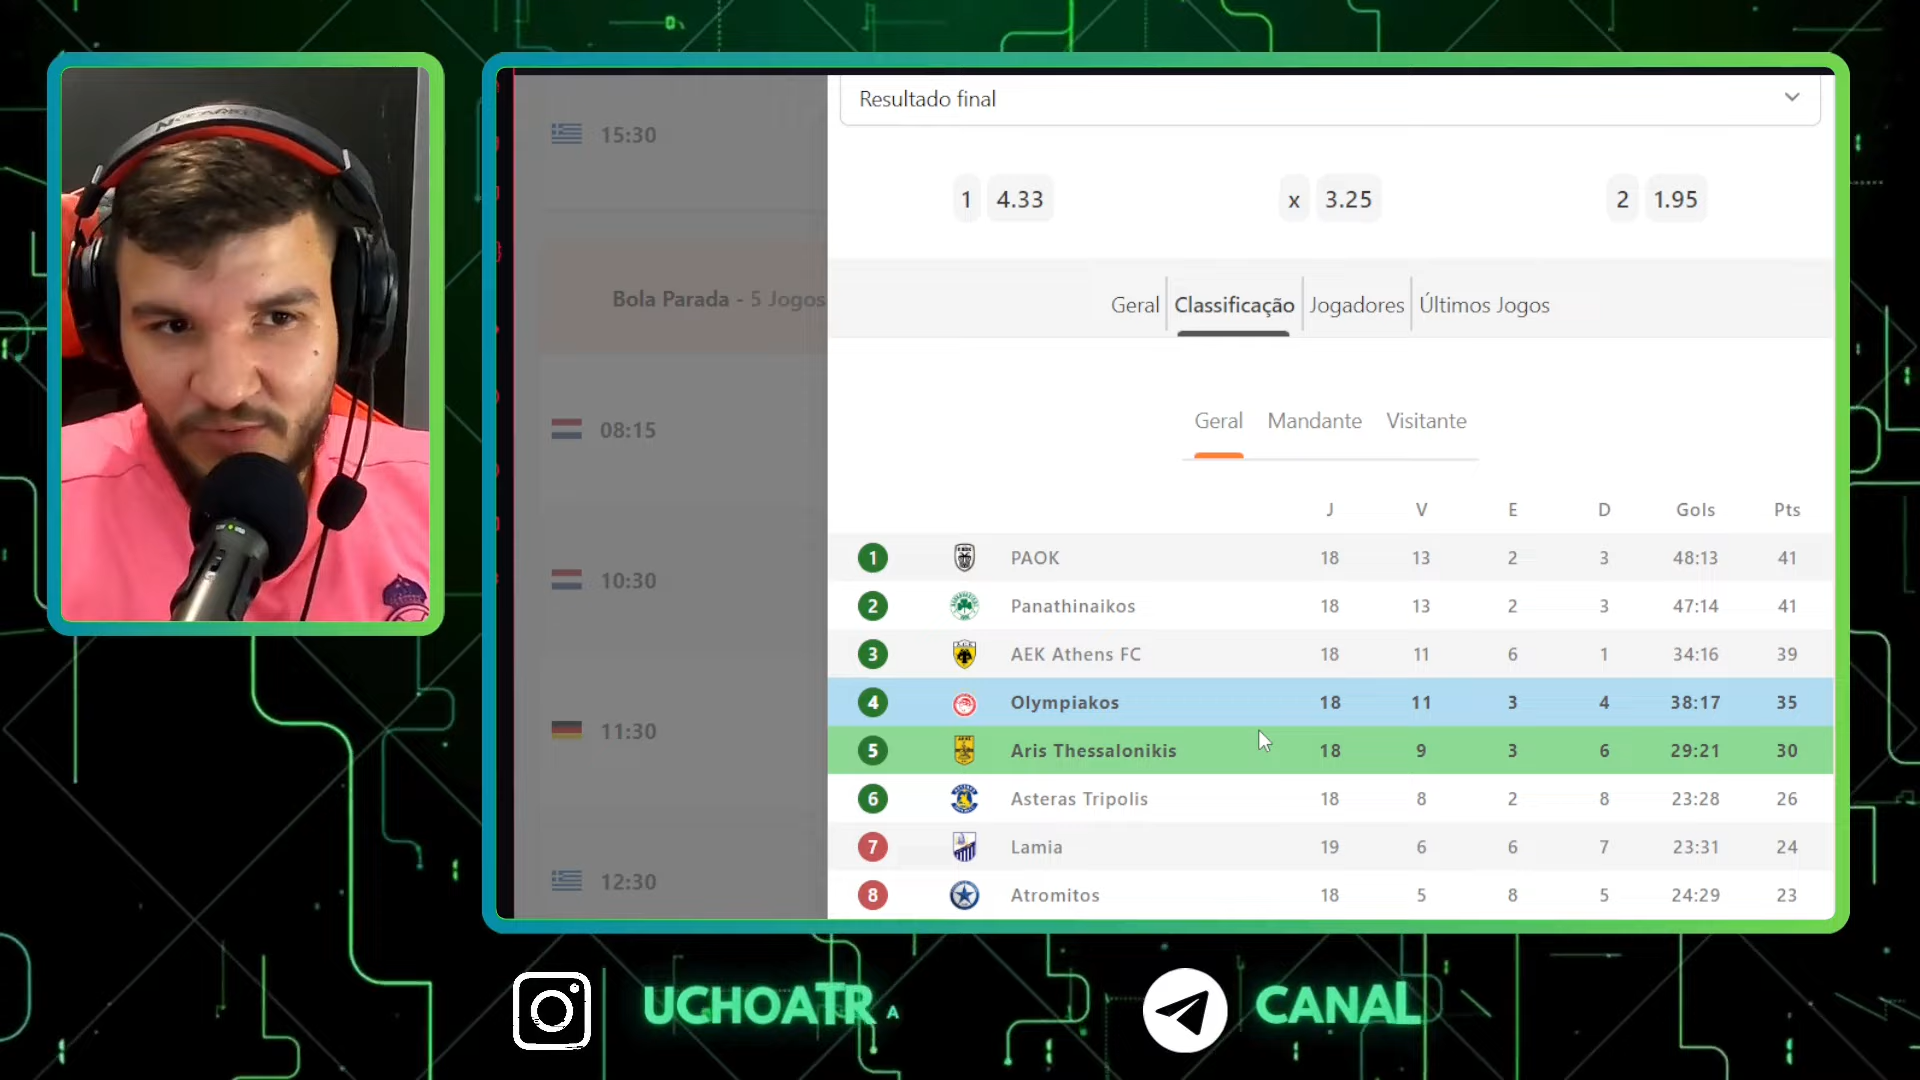 Resultado final
15:30
1 4.33 x 3.25 2 1.95
Bola Parada - 5 Jogos
Geral Classificação Jogadores Últimos Jogos
08:15
Geral Mandante Visitante
J V E D Gols Pts
1 PAOK 18 13 2 3 48:13 41
10:30
2 Panathinaikos 18 13 2 3 47:14 41
3 AEK Athens FC 18 11 6 1 34:16 39
4 Olympiakos 18 11 3 4 38:17 35
11:30
5 Aris Thessalonikis 18 9 3 6 29:21 30
6 Asteras Tripolis 18 8 2 8 23:28 26
7 Lamia 19 6 6 7 23:31 24
12:30
8 Atromitos 18 5 8 5 24:29 23
UCHOATR A
CANAL